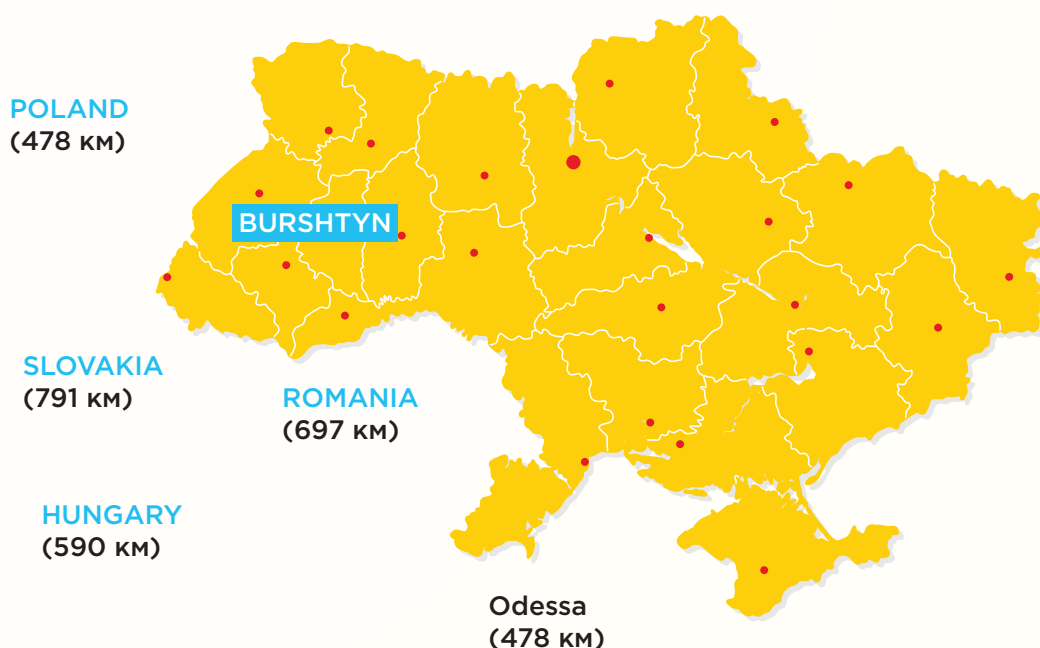 POLAND
(478 км)
BURSHTYN
SLOVAKIA
(791 км)
ROMANIA
(697 км)
HUNGARY
(590 км)
Odessa
(478 км)